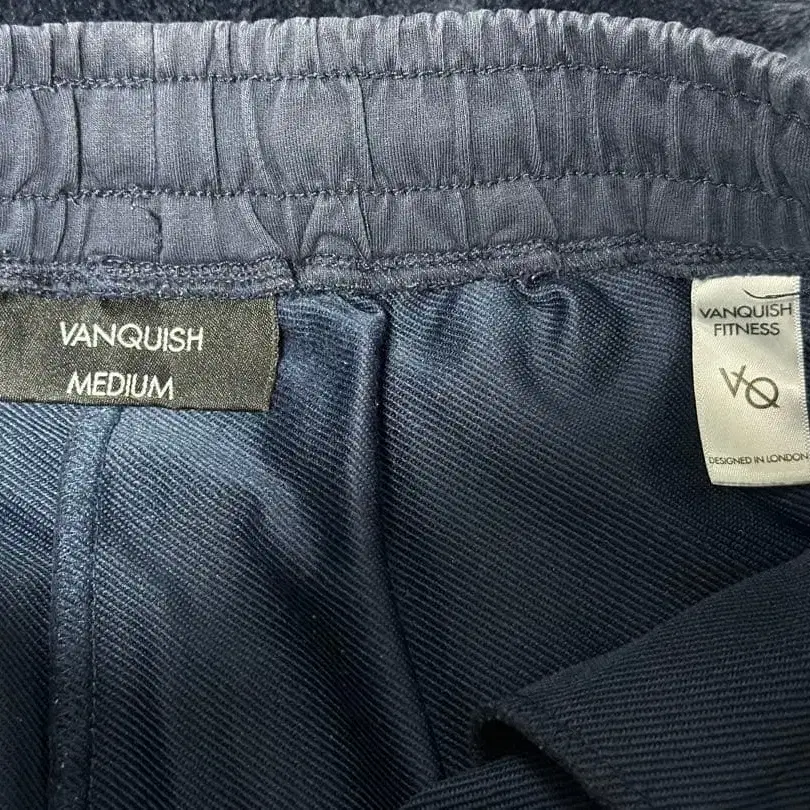 VANQUISH
MEDIUM
VANQUISH
FITNESS
VQ
DESIGNED IN LONDON